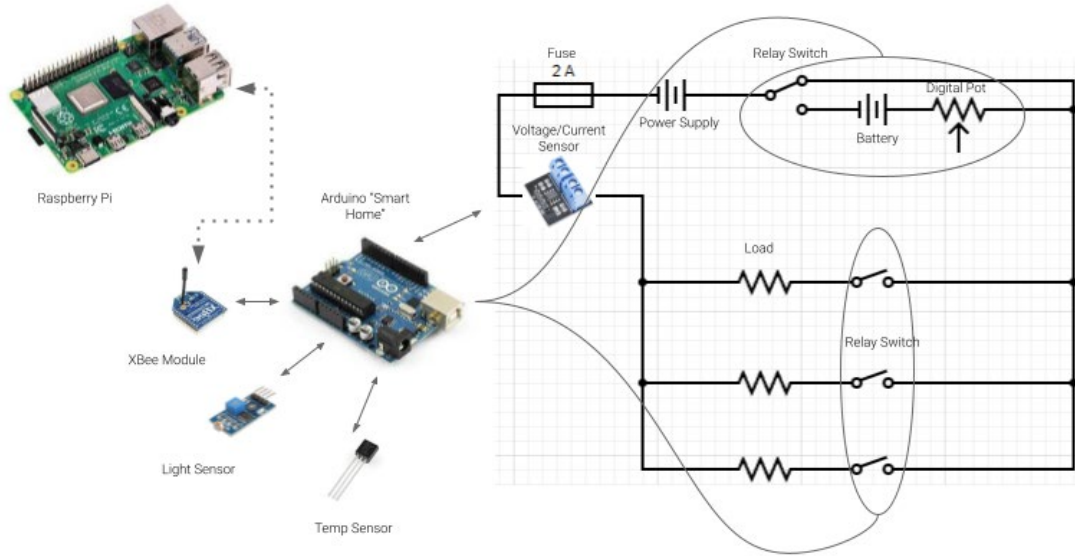 Fuse
2 A
Relay Switch
Digital Pot
Power Supply
Battery
Voltage/Current
Sensor
Raspberry Pi
Arduino "Smart
Home"
Load
XBee Module
Relay Switch
Light Sensor
Temp Sensor